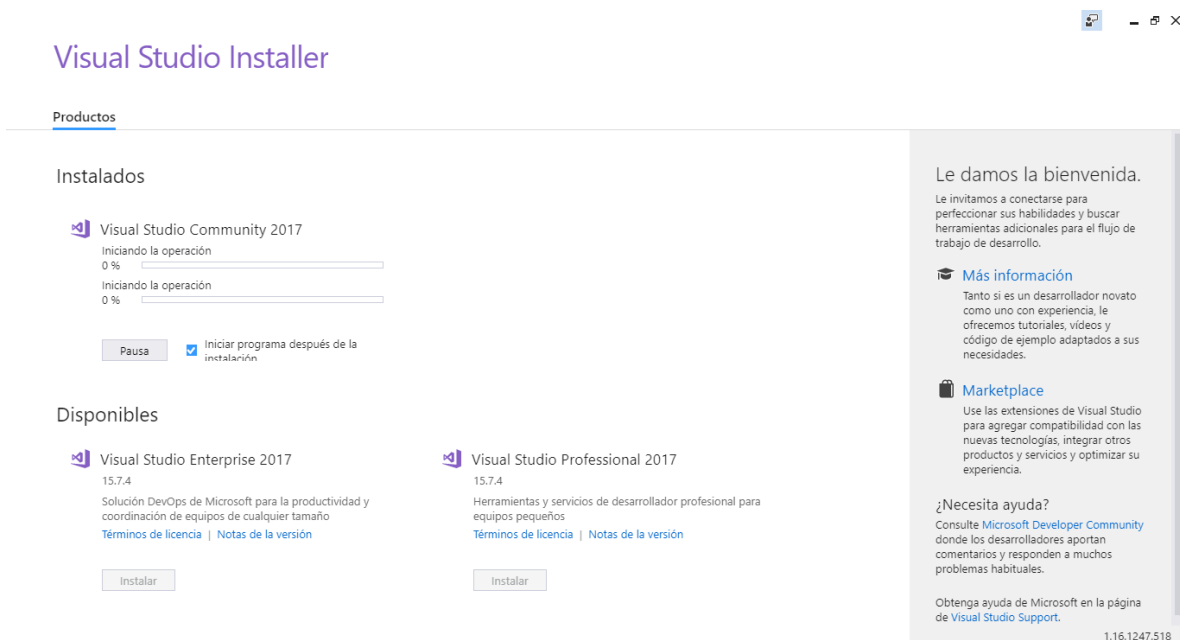 Visual Studio Installer
Productos
Instalados
Visual Studio Community 2017
Iniciando la operación
0 %
Iniciando la operación
0 %
Pausa
Iniciar programa después de la
instalación
Disponibles
Visual Studio Enterprise 2017
15.7.4
Solución DevOps de Microsoft para la productividad y
coordinación de equipos de cualquier tamaño
Términos de licencia | Notas de la versión
Instalar
Visual Studio Professional 2017
15.7.4
Herramientas y servicios de desarrollador profesional para
equipos pequeños
Términos de licencia | Notas de la versión
Instalar
Le damos la bienvenida.
Le invitamos a conectarse para
perfeccionar sus habilidades y buscar
herramientas adicionales para el flujo de
trabajo de desarrollo.
Más información
Tanto si es un desarrollador novato
como uno con experiencia, le
ofrecemos tutoriales, vídeos y
código de ejemplo adaptados a sus
necesidades.
Marketplace
Use las extensiones de Visual Studio
para agregar compatibilidad con las
nuevas tecnologías, integrar otros
productos y servicios y optimizar su
experiencia.
¿Necesita ayuda?
Consulte Microsoft Developer Community
donde los desarrolladores aportan
comentarios y responden a muchos
problemas habituales.
Obtenga ayuda de Microsoft en la página
de Visual Studio Support.
1.16.1247.518